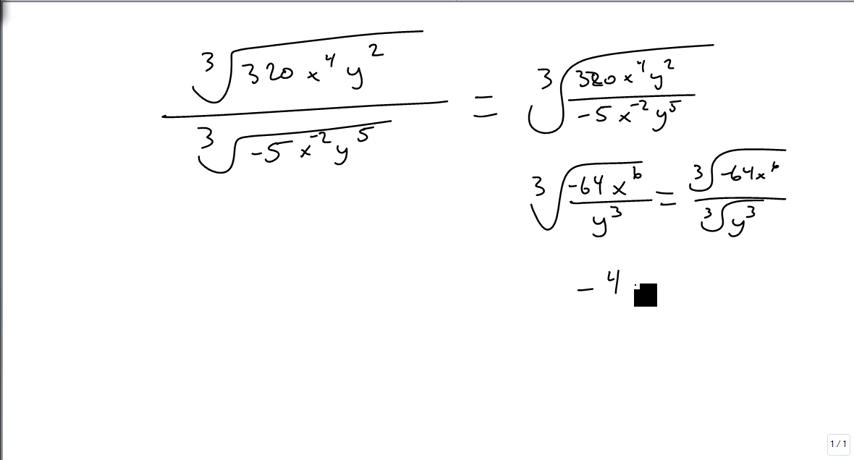 ∛(320x⁴y²) / ∛(-5x⁻²y⁵) = ∛(320x⁴y² / -5x⁻²y⁵)
∛(-64x⁶ / y³) = ∛(-64x⁶) / ∛(y³)
-4
1 / 1